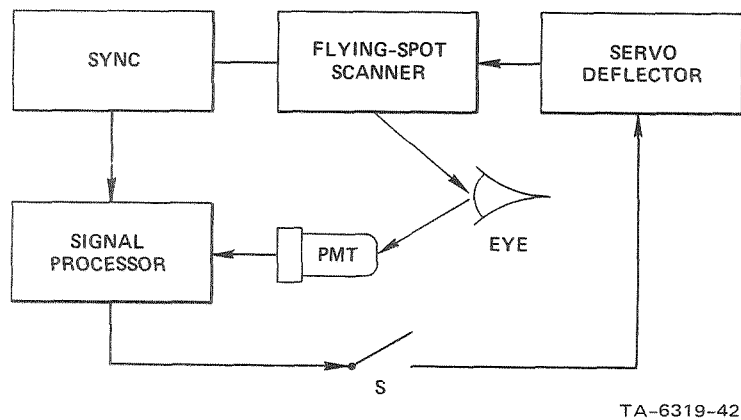 SYNC
FLYING-SPOT
SCANNER
SERVO
DEFLECTOR
SIGNAL
PROCESSOR
PMT
EYE
S
TA-6319-42